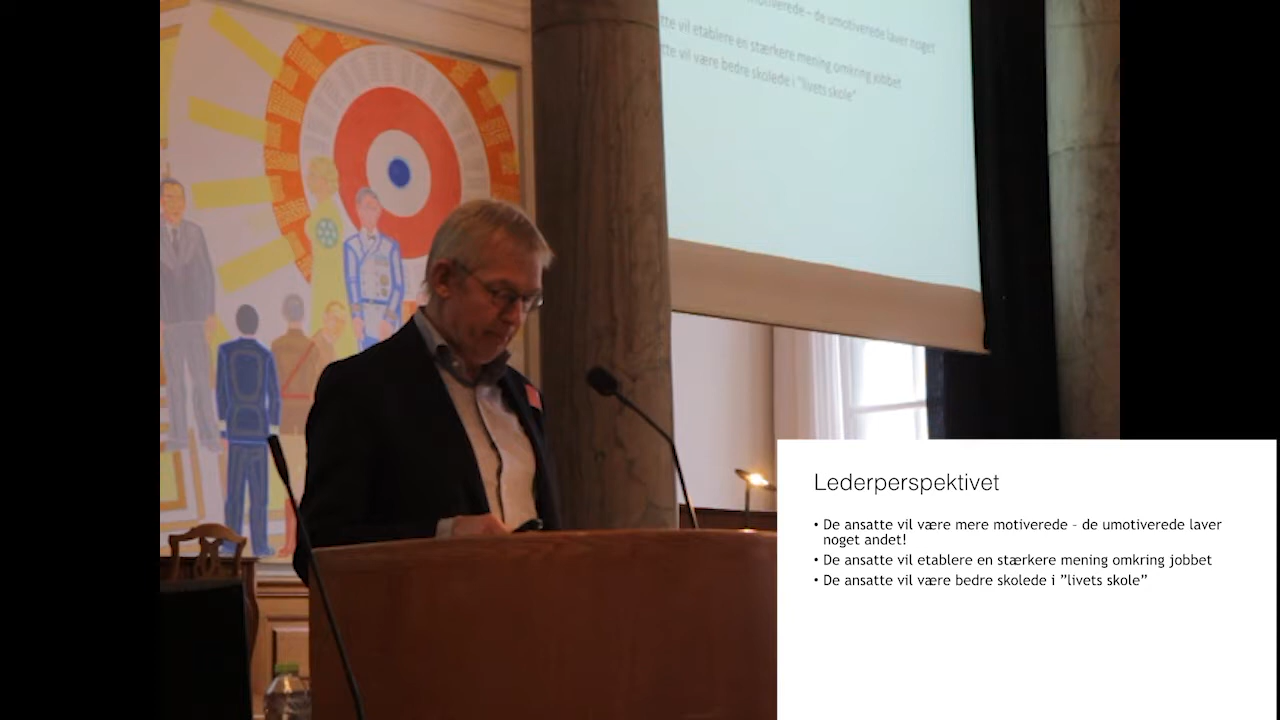 motiverede – de umotiverede laver noget
tte vil etablere en stærkere mening omkring jobbet
tte vil være bedre skolede i "livets skole"
Lederperspektivet
• De ansatte vil være mere motiverede - de umotiverede laver
noget andet!
• De ansatte vil etablere en stærkere mening omkring jobbet
• De ansatte vil være bedre skolede i ”livets skole”